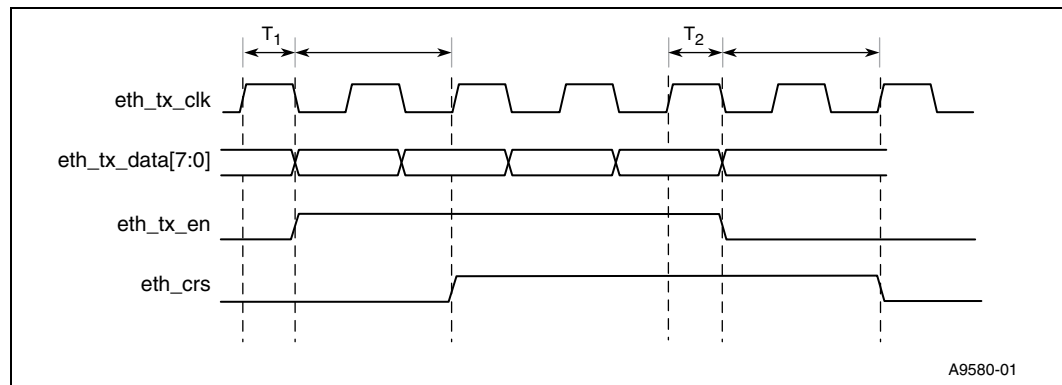 T1 T2
eth_tx_clk
eth_tx_data[7:0]
eth_tx_en
eth_crs
A9580-01